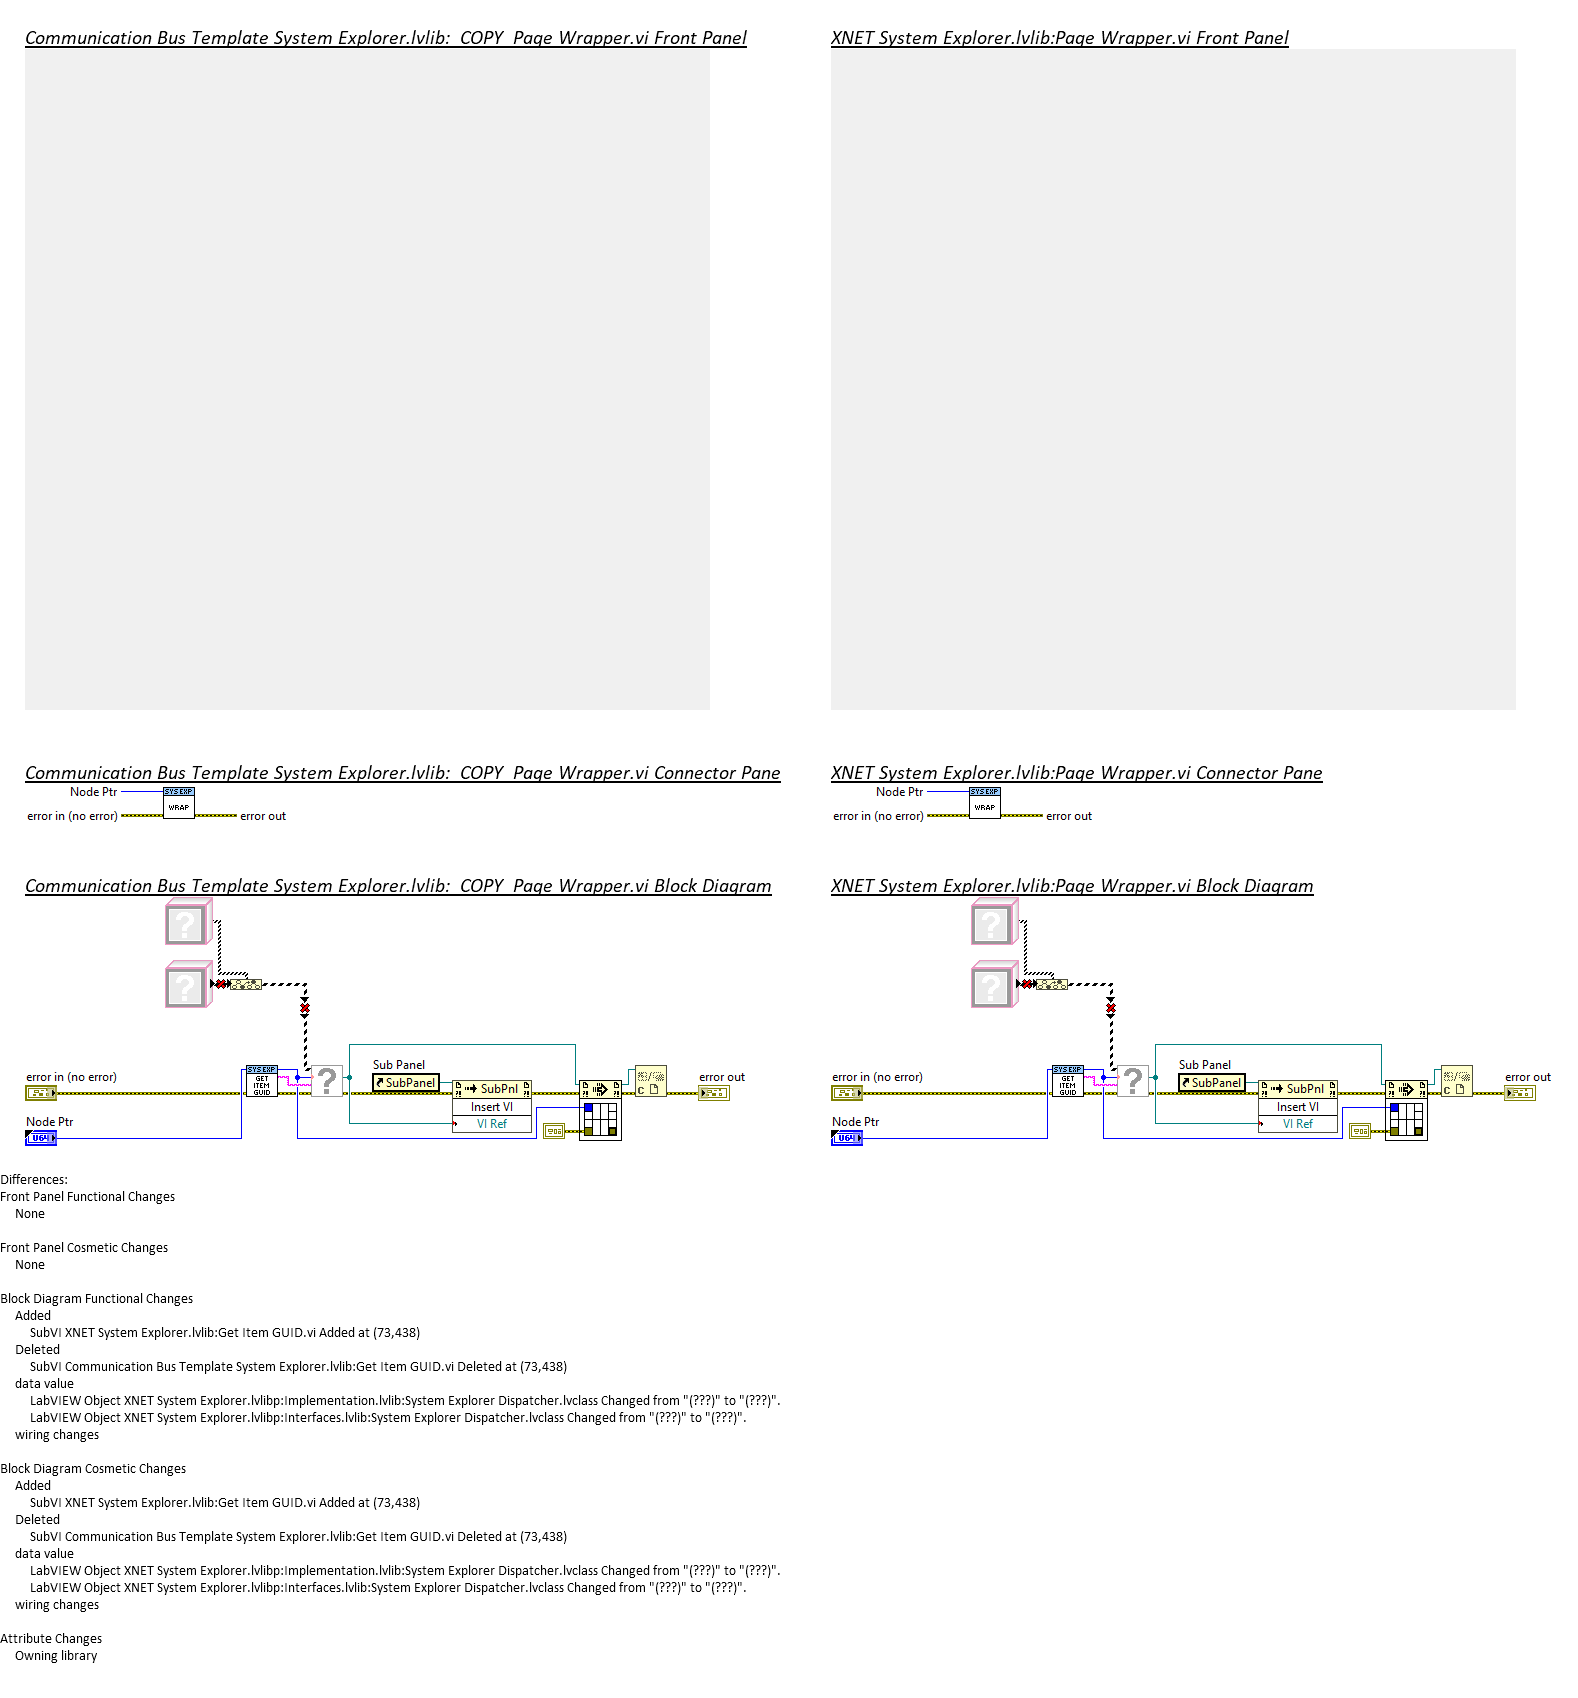 Communication Bus Template System Explorer.lvlib:  COPY  Page Wrapper.vi Front Panel
XNET System Explorer.lvlib:Page Wrapper.vi Front Panel
Communication Bus Template System Explorer.lvlib:  COPY  Page Wrapper.vi Connector Pane
XNET System Explorer.lvlib:Page Wrapper.vi Connector Pane
Node Ptr
SYS EXP
WRAP
error in (no error)
error out
Node Ptr
SYS EXP
WRAP
error in (no error)
error out
Communication Bus Template System Explorer.lvlib:  COPY  Page Wrapper.vi Block Diagram
XNET System Explorer.lvlib:Page Wrapper.vi Block Diagram
?
?
error in (no error)
SYS EXP
GET
ITEM
GUID
?
Sub Panel
SubPanel
SubPnl
Insert VI
VI Ref
C
error out
Node Ptr
U64
?
?
error in (no error)
SYS EXP
GET
ITEM
GUID
?
Sub Panel
SubPanel
SubPnl
Insert VI
VI Ref
C
error out
Node Ptr
U64
Differences:
Front Panel Functional Changes
None
Front Panel Cosmetic Changes
None
Block Diagram Functional Changes
Added
SubVI XNET System Explorer.lvlib:Get Item GUID.vi Added at (73,438)
Deleted
SubVI Communication Bus Template System Explorer.lvlib:Get Item GUID.vi Deleted at (73,438)
data value
LabVIEW Object XNET System Explorer.lvlibp:Implementation.lvlib:System Explorer Dispatcher.lvclass Changed from "(???)" to "(???)".
LabVIEW Object XNET System Explorer.lvlibp:Interfaces.lvlib:System Explorer Dispatcher.lvclass Changed from "(???)" to "(???)".
wiring changes
Block Diagram Cosmetic Changes
Added
SubVI XNET System Explorer.lvlib:Get Item GUID.vi Added at (73,438)
Deleted
SubVI Communication Bus Template System Explorer.lvlib:Get Item GUID.vi Deleted at (73,438)
data value
LabVIEW Object XNET System Explorer.lvlibp:Implementation.lvlib:System Explorer Dispatcher.lvclass Changed from "(???)" to "(???)".
LabVIEW Object XNET System Explorer.lvlibp:Interfaces.lvlib:System Explorer Dispatcher.lvclass Changed from "(???)" to "(???)".
wiring changes
Attribute Changes
Owning library